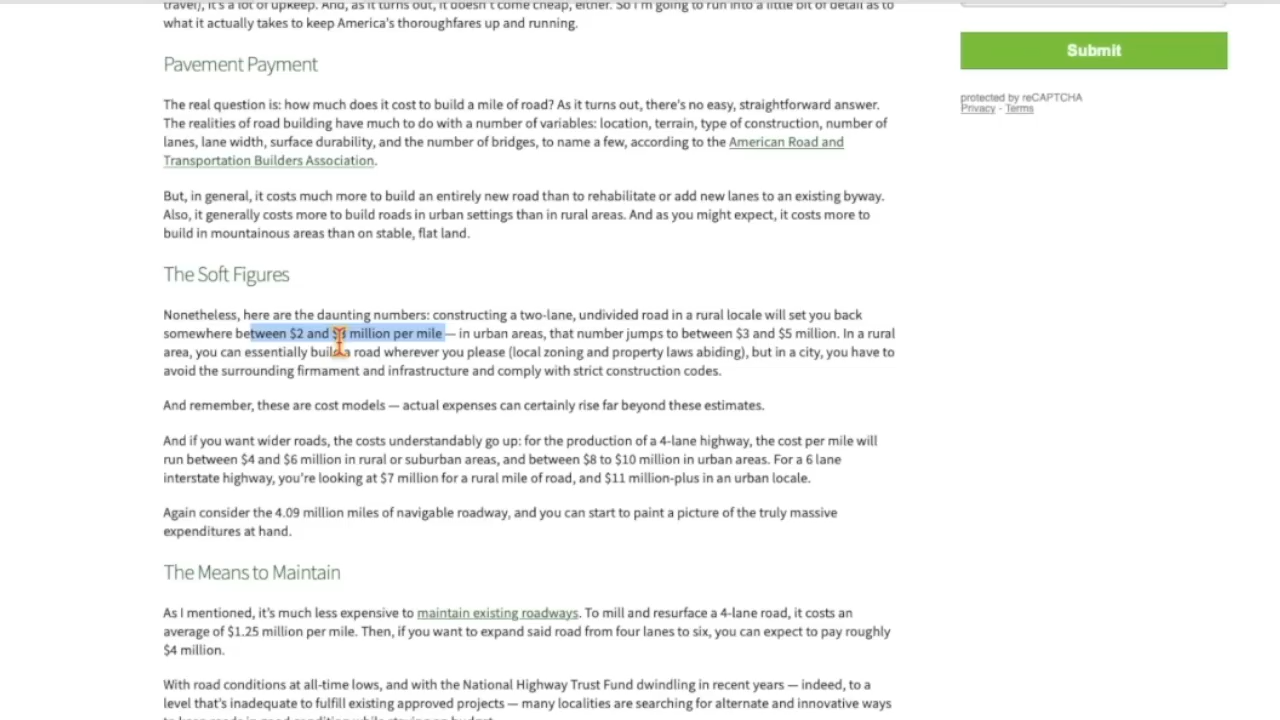 travel), it's a lot of upkeep. And, as it turns out, it doesn't come cheap, either. So I'm going to run into a little bit of detail as to
what it actually takes to keep America's thoroughfares up and running.
Pavement Payment
The real question is: how much does it cost to build a mile of road? As it turns out, there's no easy, straightforward answer.
The realities of road building have much to do with a number of variables: location, terrain, type of construction, number of
lanes, lane width, surface durability, and the number of bridges, to name a few, according to the American Road and
Transportation Builders Association.
But, in general, it costs much more to build an entirely new road than to rehabilitate or add new lanes to an existing byway.
Also, it generally costs more to build roads in urban settings than in rural areas. And as you might expect, it costs more to
build in mountainous areas than on stable, flat land.
The Soft Figures
Nonetheless, here are the daunting numbers: constructing a two-lane, undivided road in a rural locale will set you back
somewhere between $2 and $3 million per mile — in urban areas, that number jumps to between $3 and $5 million. In a rural
area, you can essentially build a road wherever you please (local zoning and property laws abiding), but in a city, you have to
avoid the surrounding firmament and infrastructure and comply with strict construction codes.
And remember, these are cost models — actual expenses can certainly rise far beyond these estimates.
And if you want wider roads, the costs understandably go up: for the production of a 4-lane highway, the cost per mile will
run between $4 and $6 million in rural or suburban areas, and between $8 to $10 million in urban areas. For a 6 lane
interstate highway, you're looking at $7 million for a rural mile of road, and $11 million-plus in an urban locale.
Again consider the 4.09 million miles of navigable roadway, and you can start to paint a picture of the truly massive
expenditures at hand.
The Means to Maintain
As I mentioned, it's much less expensive to maintain existing roadways. To mill and resurface a 4-lane road, it costs an
average of $1.25 million per mile. Then, if you want to expand said road from four lanes to six, you can expect to pay roughly
$4 million.
With road conditions at all-time lows, and with the National Highway Trust Fund dwindling in recent years — indeed, to a
level that's inadequate to fulfill existing approved projects — many localities are searching for alternate and innovative ways
to keep roads in good condition while staying on budget.
Submit
protected by reCAPTCHA
Privacy - Terms